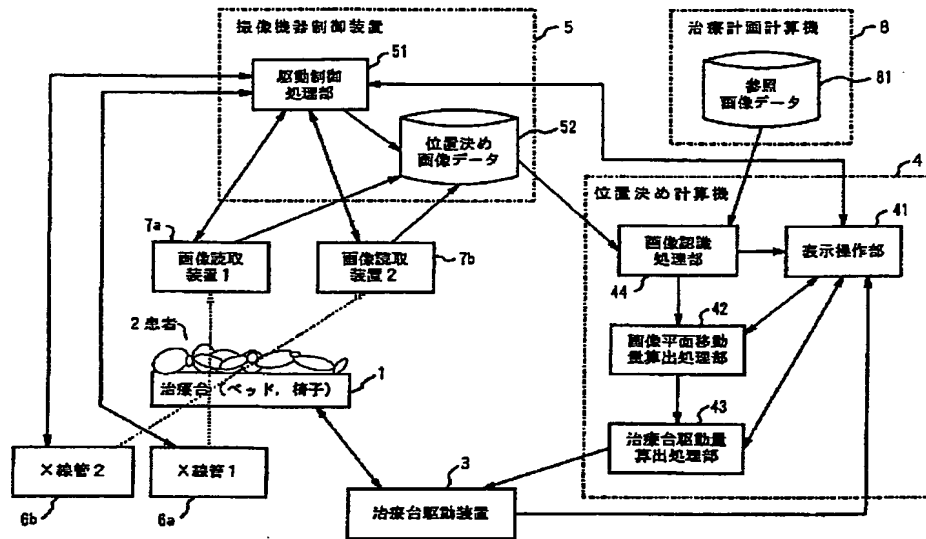 撮像機器制御装置
5
51
駆動制御
処理部
52
位置決め
画像データ
治療計画計算機
8
参照
画像データ
81
4
位置決め計算機
41
表示操作部
画像認識
処理部
44
42
画像平面移動
量算出処理部
43
治療台駆動量
算出処理部
7a
画像読取
装置1
画像読取
装置2
7b
2 患者
治療台(ベッド,椅子)
1
X線管2
6b
X線管1
6a
3
治療台駆動装置